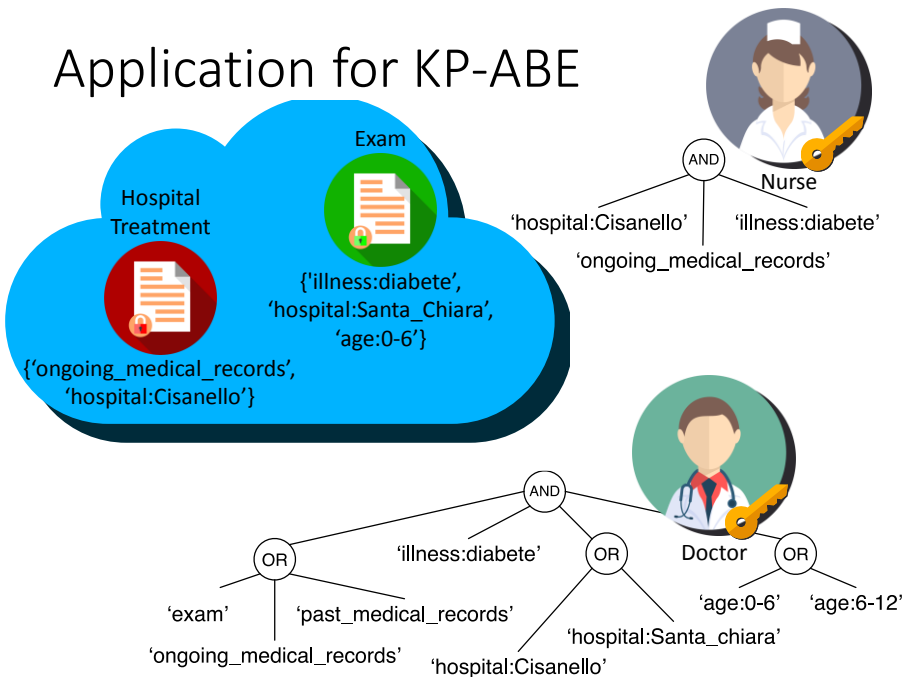 Application for KP-ABE
Exam
Hospital
Treatment
{'illness:diabete',
‘hospital:Santa_Chiara’,
‘age:0-6’}
{‘ongoing_medical_records’,
‘hospital:Cisanello’}
AND
Nurse
‘hospital:Cisanello’
‘illness:diabete’
‘ongoing_medical_records’
AND
Doctor
OR
‘illness:diabete’
OR
OR
‘exam’
‘past_medical_records’
‘ongoing_medical_records’
‘hospital:Santa_chiara’
‘hospital:Cisanello’
‘age:0-6’
‘age:6-12’